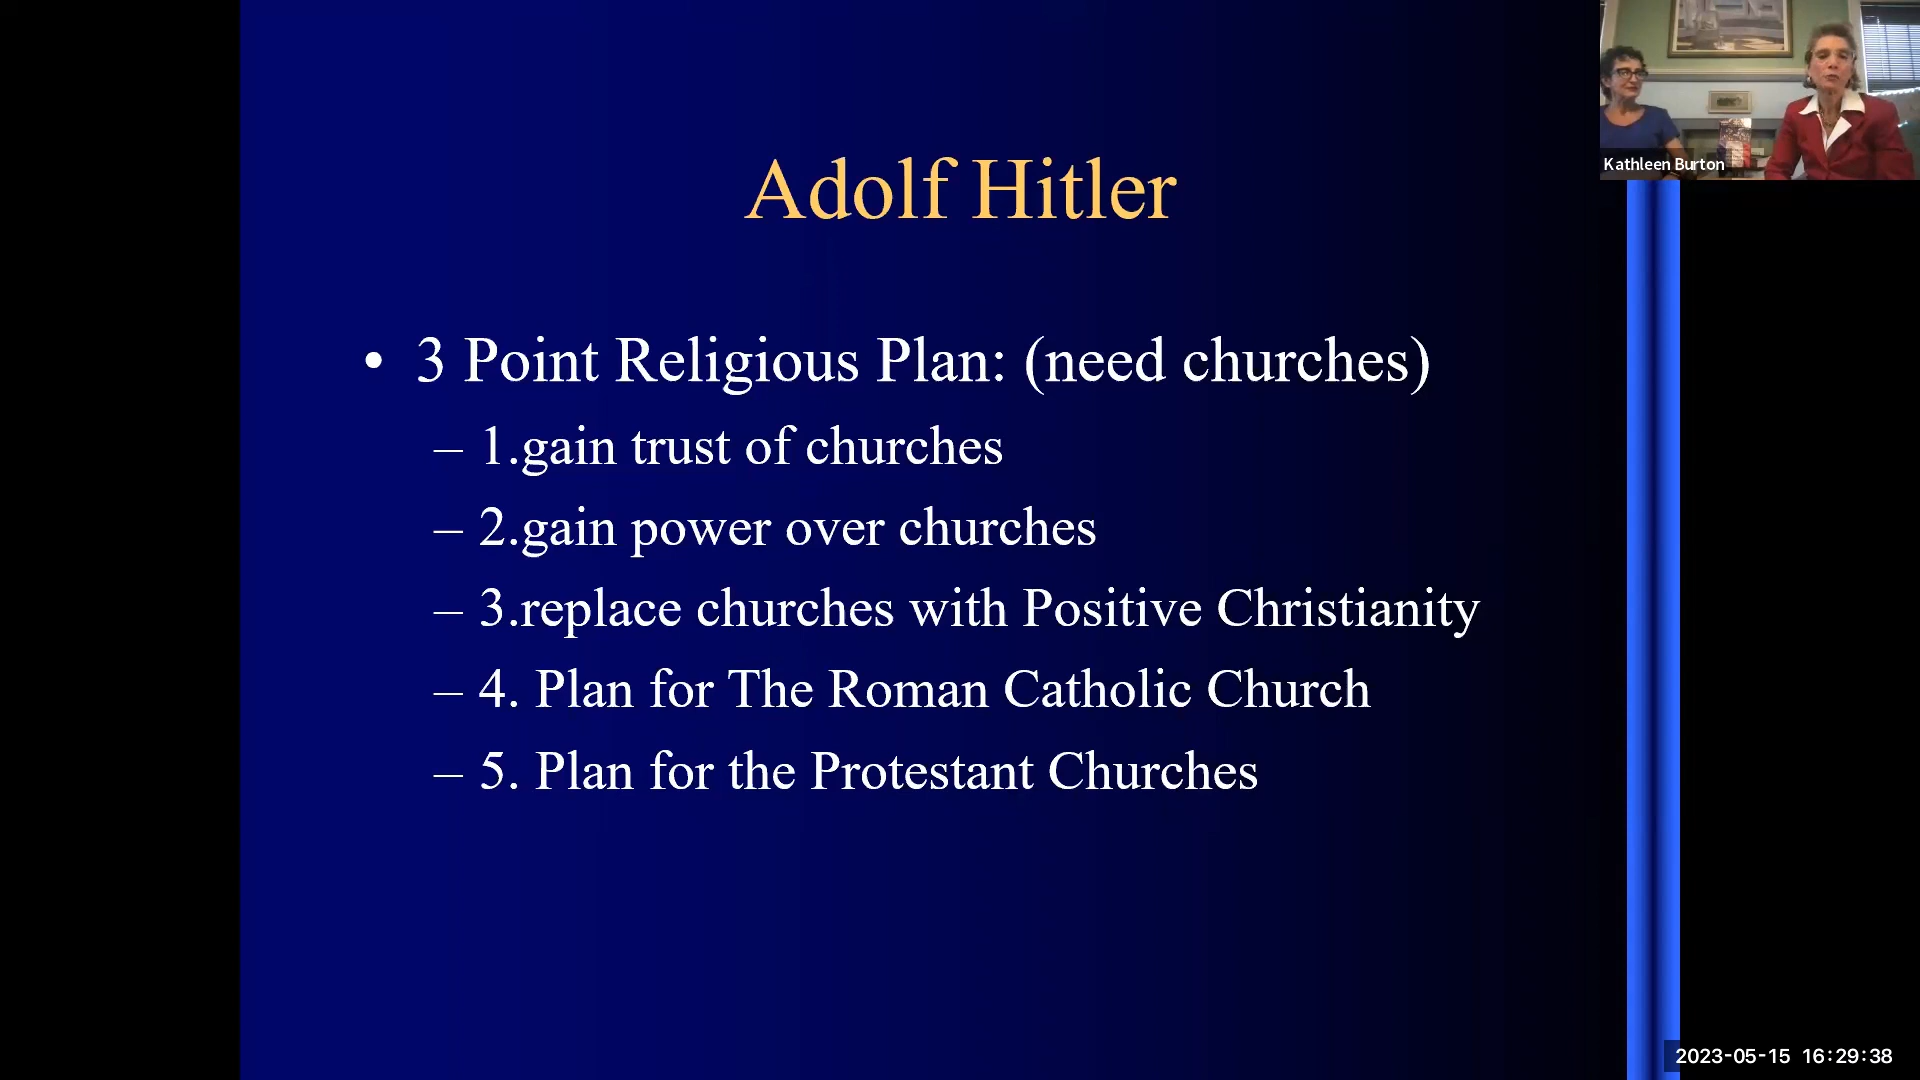 Adolf Hitler
• 3 Point Religious Plan: (need churches)
– 1.gain trust of churches
– 2.gain power over churches
– 3.replace churches with Positive Christianity
– 4. Plan for The Roman Catholic Church
– 5. Plan for the Protestant Churches
Kathleen Burton
2023-05-15 16:29:38